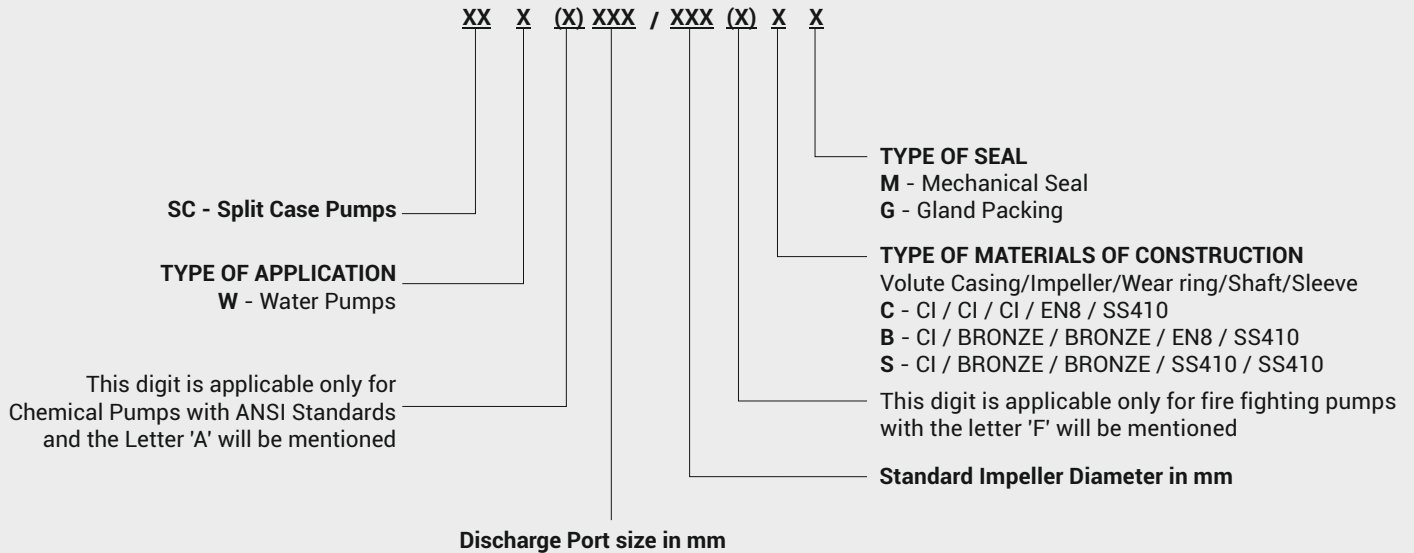 XX X (X) XXX / XXX (X) X X
TYPE OF SEAL
M - Mechanical Seal
G - Gland Packing
SC - Split Case Pumps
TYPE OF MATERIALS OF CONSTRUCTION
Volute Casing/Impeller/Wear ring/Shaft/Sleeve
C - CI / CI / CI / EN8 / SS410
B - CI / BRONZE / BRONZE / EN8 / SS410
S - CI / BRONZE / BRONZE / SS410 / SS410
TYPE OF APPLICATION
W - Water Pumps
This digit is applicable only for
Chemical Pumps with ANSI Standards
and the Letter 'A' will be mentioned
This digit is applicable only for fire fighting pumps
with the letter 'F' will be mentioned
Standard Impeller Diameter in mm
Discharge Port size in mm